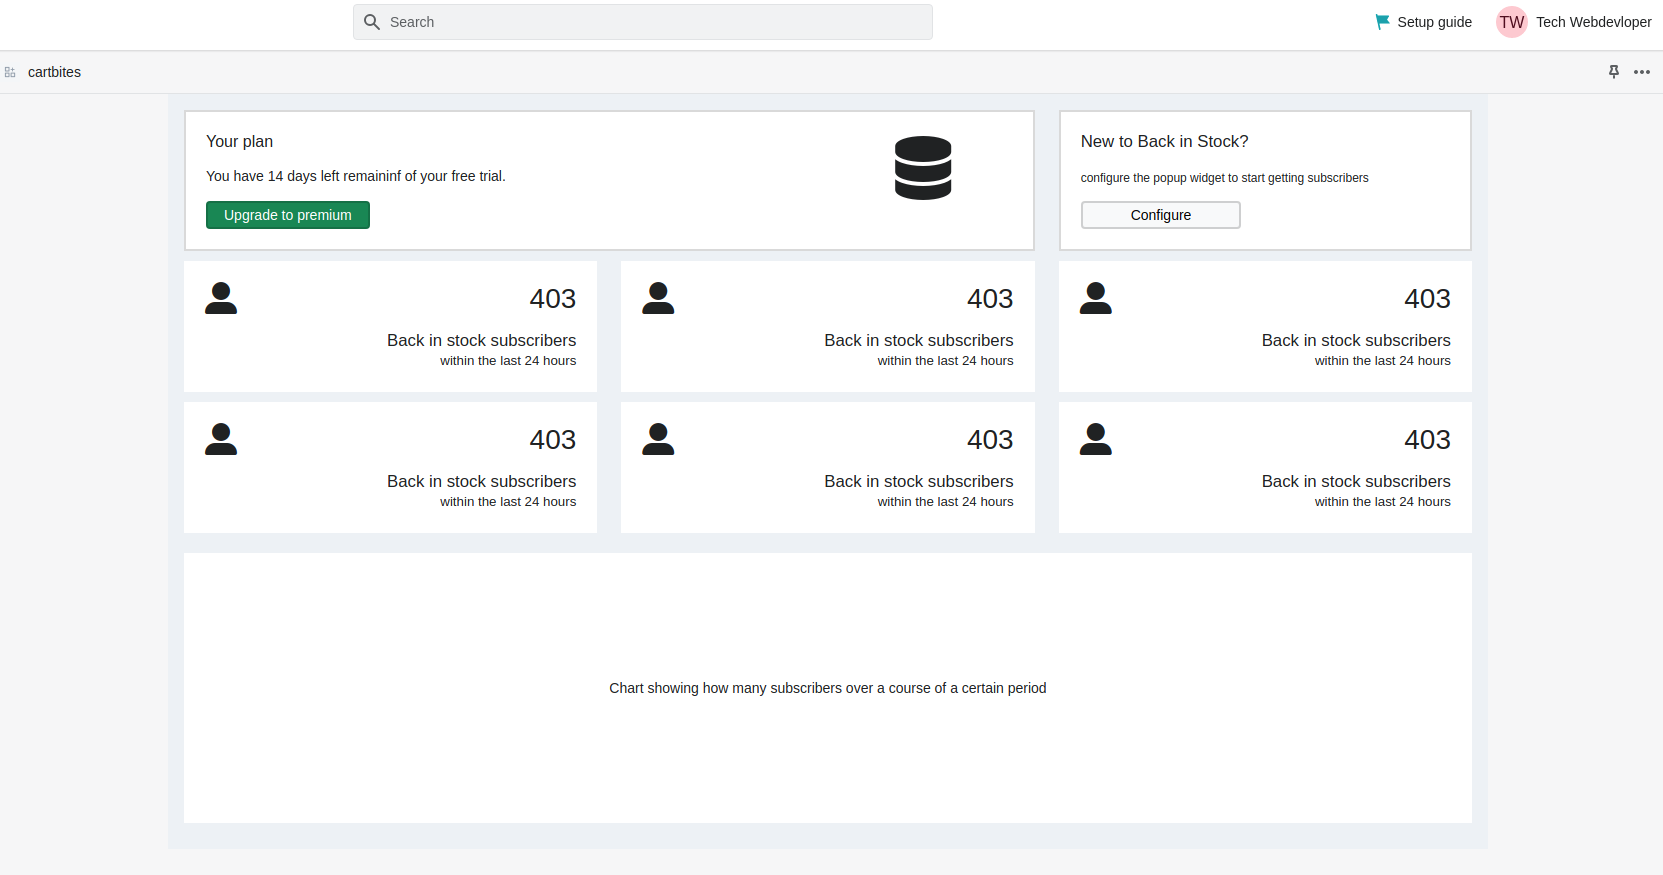 Search
Setup guide
TW
Tech Webdevloper
cartbites
Your plan
You have 14 days left remaininf of your free trial.
Upgrade to premium
New to Back in Stock?
configure the popup widget to start getting subscribers
Configure
403
Back in stock subscribers
within the last 24 hours
403
Back in stock subscribers
within the last 24 hours
403
Back in stock subscribers
within the last 24 hours
403
Back in stock subscribers
within the last 24 hours
403
Back in stock subscribers
within the last 24 hours
403
Back in stock subscribers
within the last 24 hours
Chart showing how many subscribers over a course of a certain period